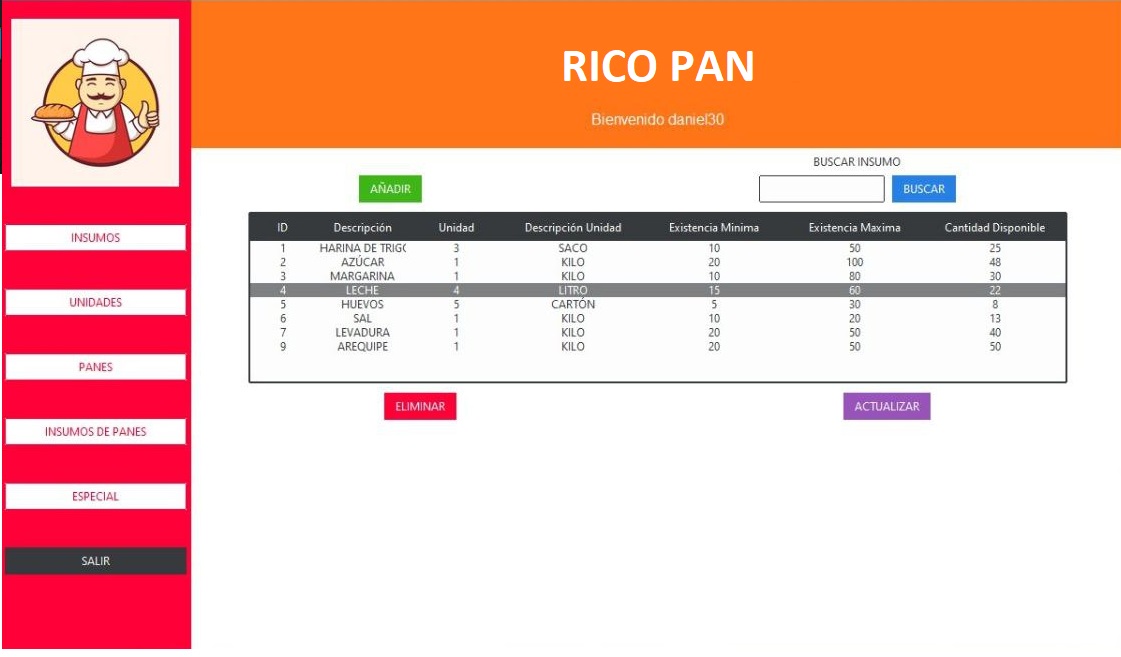 RICO PAN
Bienvenido daniel30
INSUMOS
UNIDADES
PANES
INSUMOS DE PANES
ESPECIAL
SALIR
BUSCAR INSUMO
AÑADIR BUSCAR
ID Descripción Unidad Descripción Unidad Existencia Minima Existencia Maxima Cantidad Disponible
1 HARINA DE TRIGO 3 SACO 10 50 25
2 AZÚCAR 1 KILO 20 100 48
3 MARGARINA 1 KILO 10 80 30
4 LECHE 4 LITRO 15 60 22
5 HUEVOS 5 CARTÓN 5 30 8
6 SAL 1 KILO 10 20 13
7 LEVADURA 1 KILO 20 50 40
9 AREQUIPE 1 KILO 20 50 50
ELIMINAR ACTUALIZAR